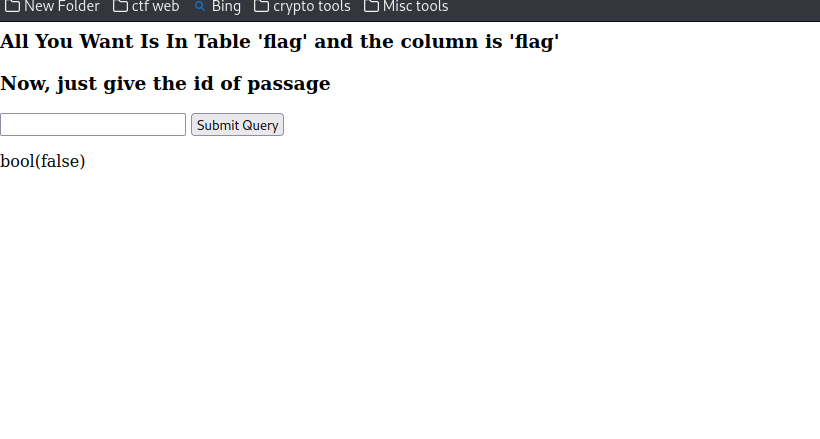 New Folder ctf web Bing crypto tools Misc tools
All You Want Is In Table 'flag' and the column is 'flag'
Now, just give the id of passage
Submit Query
bool(false)